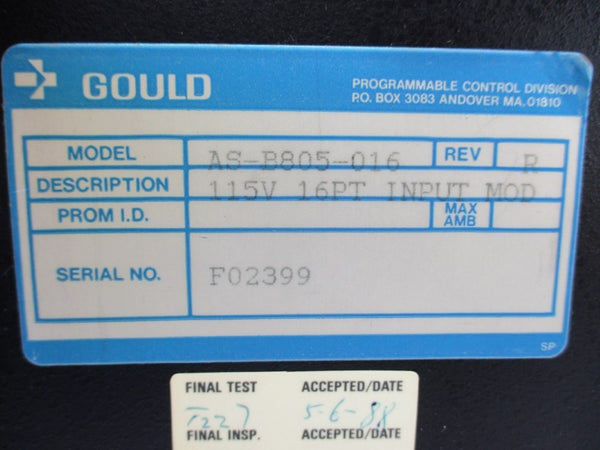 GOULD
PROGRAMMABLE CONTROL DIVISION
P.O. BOX 3083 ANDOVER MA. 01810
MODEL AS-B805-016 REV R
DESCRIPTION 115V 16PT INPUT MOD
PROM I.D. MAX AMB
SERIAL NO. F02399
SP
FINAL TEST ACCEPTED/DATE
T227 5-6-88
FINAL INSP. ACCEPTED/DATE